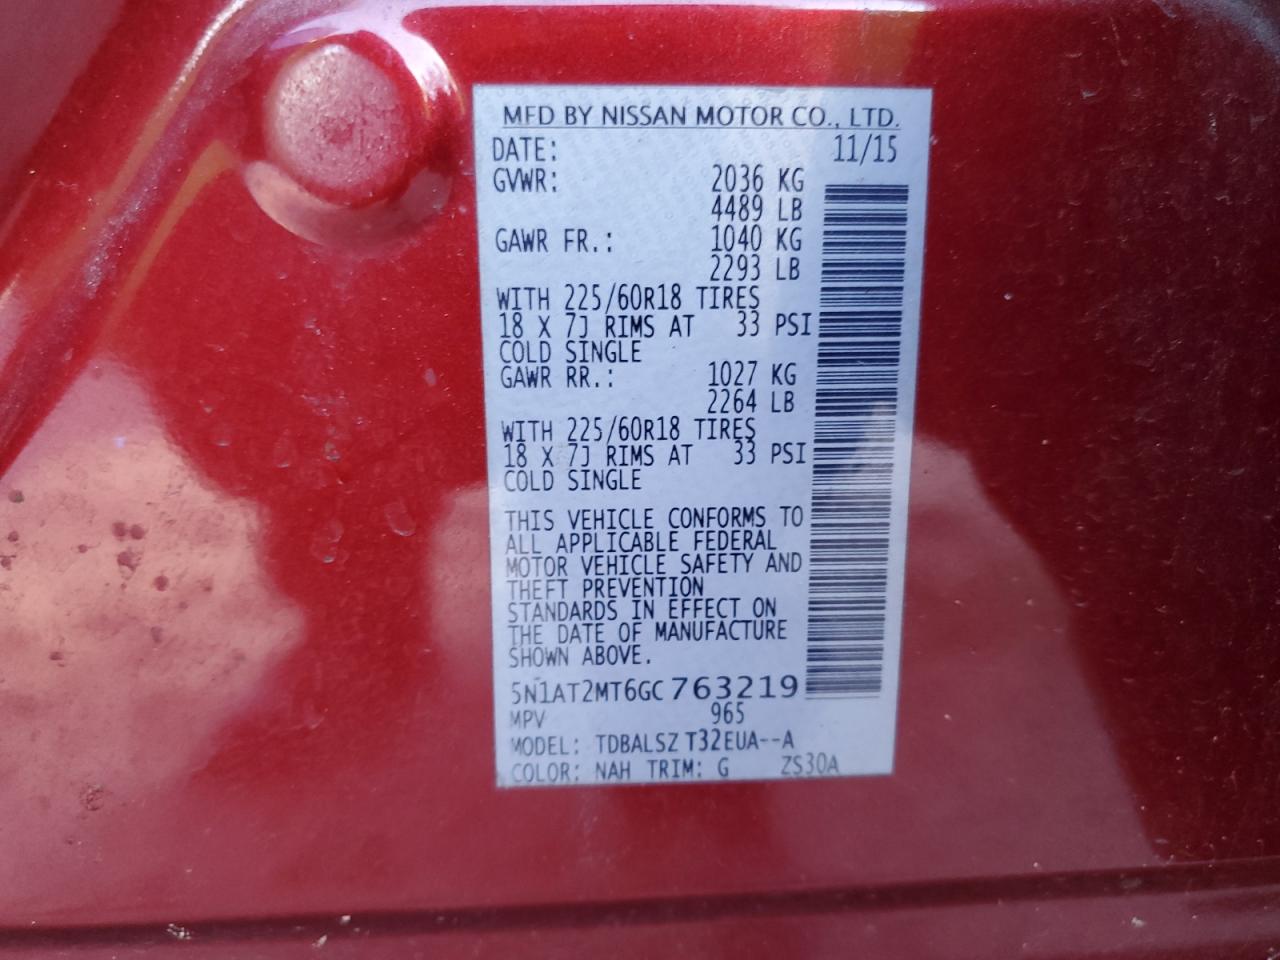 MFD BY NISSAN MOTOR CO., LTD.
DATE: 11/15
GVWR: 2036 KG
4489 LB
GAWR FR.: 1040 KG
2293 LB
WITH 225/60R18 TIRES
18 X 7J RIMS AT 33 PSI
COLD SINGLE
GAWR RR.: 1027 KG
2264 LB
WITH 225/60R18 TIRES
18 X 7J RIMS AT 33 PSI
COLD SINGLE
THIS VEHICLE CONFORMS TO
ALL APPLICABLE FEDERAL
MOTOR VEHICLE SAFETY AND
THEFT PREVENTION
STANDARDS IN EFFECT ON
THE DATE OF MANUFACTURE
SHOWN ABOVE.
5N1AT2MT6GC763219
MPV 965
MODEL: TDBALSZ T32EUA--A
COLOR: NAH TRIM: G ZS30A